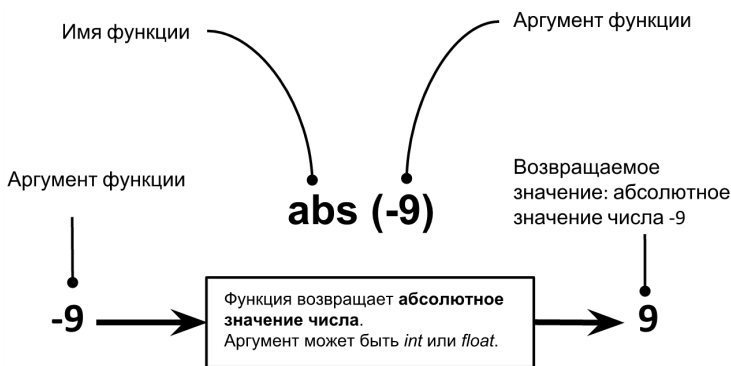 Имя функции
Аргумент функции
Аргумент функции
Возвращаемое
значение: абсолютное
значение числа -9
abs (-9)
-9
Функция возвращает абсолютное
значение числа.
Аргумент может быть int или float.
9